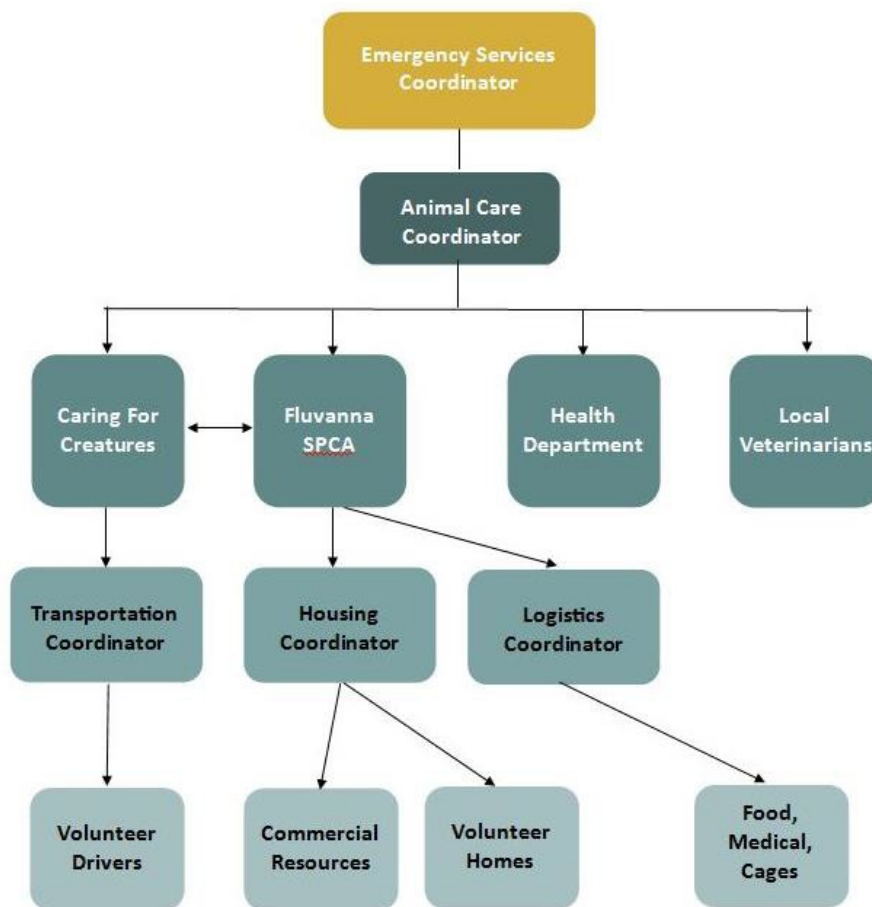 Emergency Services
Coordinator
Animal Care
Coordinator
Caring For
Creatures
Fluvanna
SPCA
Health
Department
Local
Veterinarians
Transportation
Coordinator
Housing
Coordinator
Logistics
Coordinator
Volunteer
Drivers
Commercial
Resources
Volunteer
Homes
Food,
Medical,
Cages